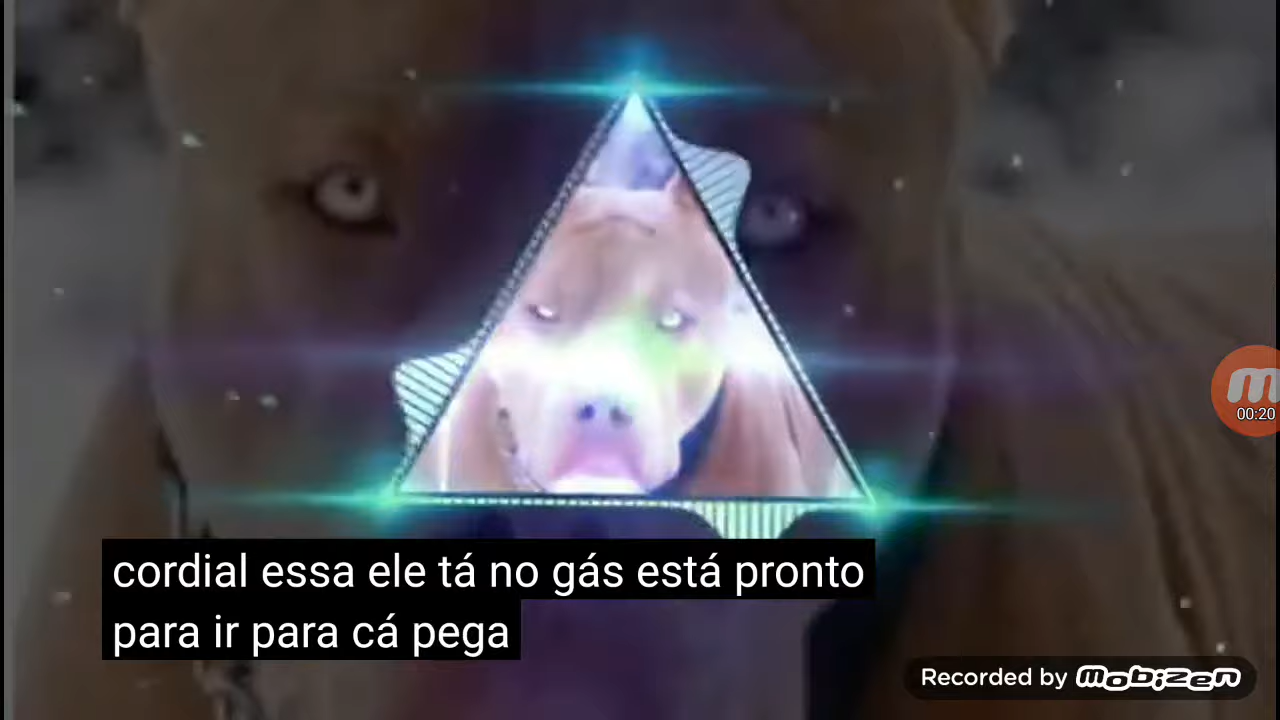 00:20
cordial essa ele tá no gás está pronto
para ir para cá pega
Recorded by mobizen